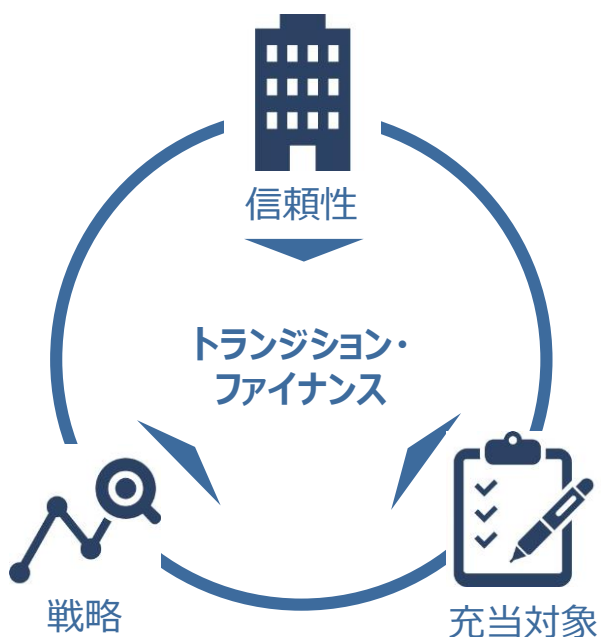 信頼性
トランジション・
ファイナンス
戦略
充当対象